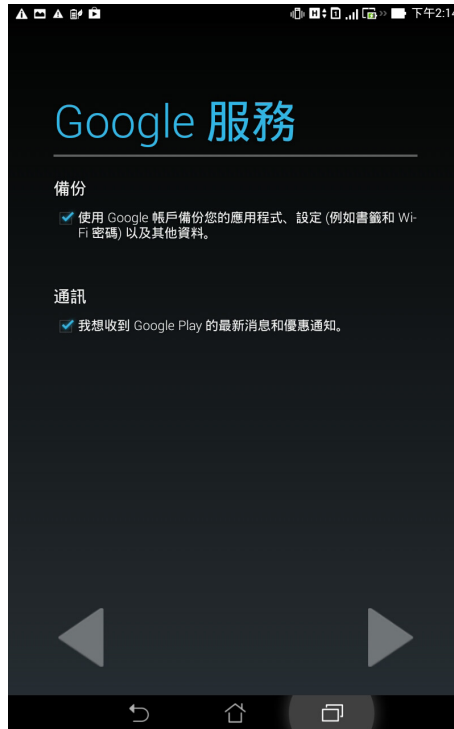 下午2:14
Google 服務
備份
使用 Google 帳戶備份您的應用程式、設定 (例如書籤和 Wi-
Fi 密碼) 以及其他資料。
通訊
我想收到 Google Play 的最新消息和優惠通知。